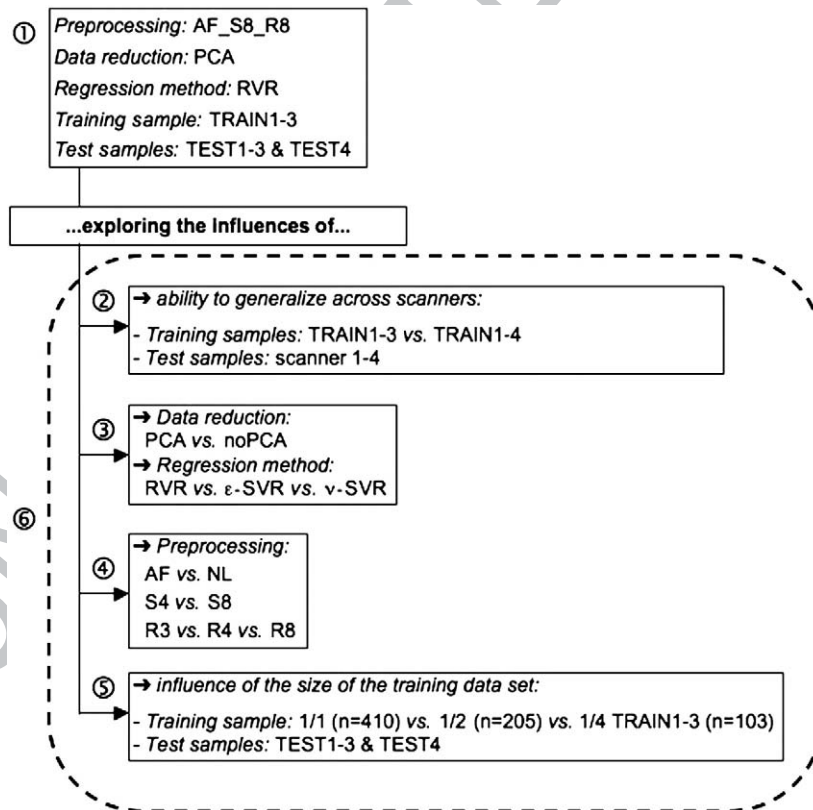 ① Preprocessing: AF_S8_R8
Data reduction: PCA
Regression method: RVR
Training sample: TRAIN1-3
Test samples: TEST1-3 & TEST4
...exploring the Influences of...
② ➔ ability to generalize across scanners:
- Training samples: TRAIN1-3 vs. TRAIN1-4
- Test samples: scanner 1-4
③ ➔ Data reduction:
PCA vs. noPCA
➔ Regression method:
RVR vs. ε-SVR vs. ν-SVR
⑥
④ ➔ Preprocessing:
AF vs. NL
S4 vs. S8
R3 vs. R4 vs. R8
⑤ ➔ influence of the size of the training data set:
- Training sample: 1/1 (n=410) vs. 1/2 (n=205) vs. 1/4 TRAIN1-3 (n=103)
- Test samples: TEST1-3 & TEST4